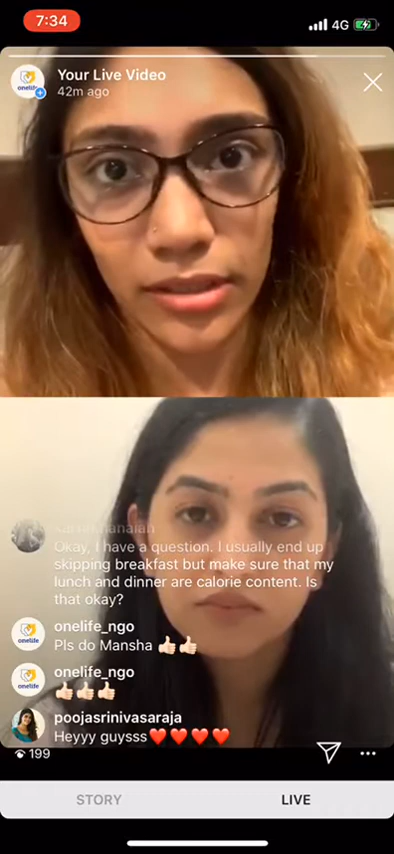 7:34
4G
Your Live Video
42m ago
onelife
Okay, I have a question. I usually end up
skipping breakfast but make sure that my
lunch and dinner are calorie content. Is
that okay?
onelife_ngo
onelife
Pls do Mansha 👍🏻👍🏻
onelife_ngo
onelife
👍🏻👍🏻👍🏻
poojasrinivasaraja
Heyyy guysss❤️❤️❤️❤️
199
STORY
LIVE